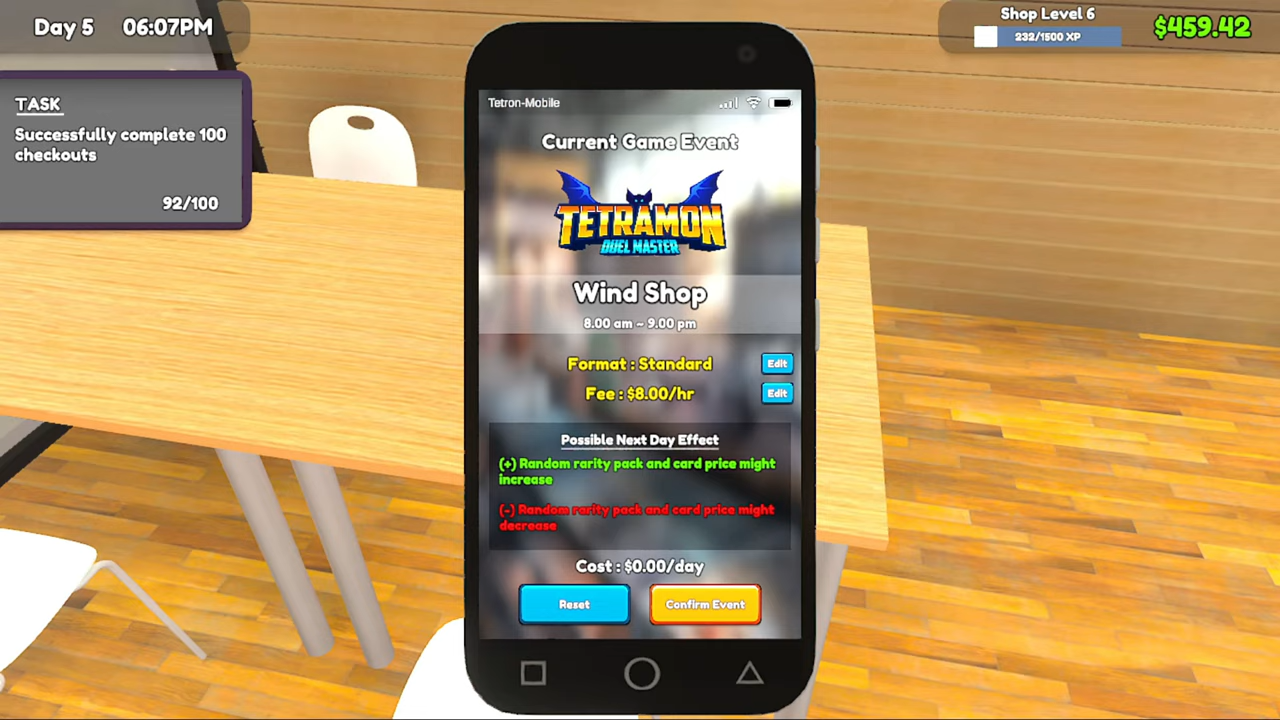 Day 5 06:07PM
Shop Level 6
232/1500 XP
$459.42
TASK
Successfully complete 100
checkouts
92/100
Tetron-Mobile
Current Game Event
TETRAMON
DUEL MASTER
Wind Shop
8.00 am ~ 9.00 pm
Format : Standard
Edit
Fee : $8.00/hr
Edit
Possible Next Day Effect
(+) Random rarity pack and card price might
increase
(-) Random rarity pack and card price might
decrease
Cost : $0.00/day
Reset
Confirm Event